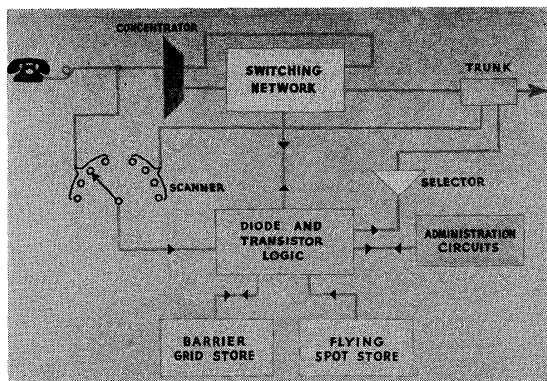 CONCENTRATOR
SWITCHING
NETWORK
TRUNK
SCANNER
SELECTOR
DIODE AND
TRANSISTOR
LOGIC
ADMINISTRATION
CIRCUITS
BARRIER
GRID STORE
FLYING
SPOT STORE